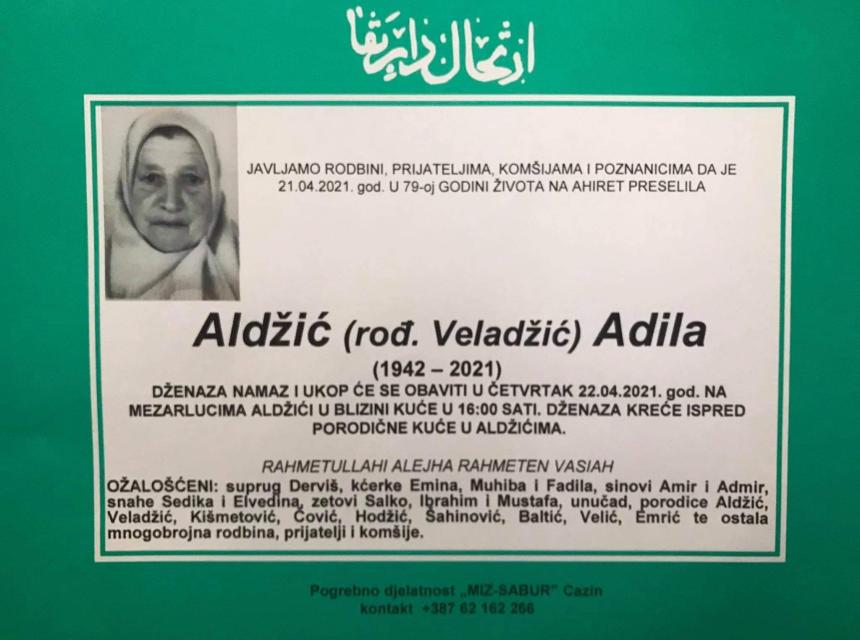 ارتحال دار بقا
JAVLJAMO RODBINI, PRIJATELJIMA, KOMŠIJAMA I POZNANICIMA DA JE
21.04.2021. god. U 79-oj GODINI ŽIVOTA NA AHIRET PRESELILA
Aldžić (rođ. Veladžić) Adila
(1942 – 2021)
DŽENAZA NAMAZ I UKOP ĆE SE OBAVITI U ČETVRTAK 22.04.2021. god. NA
MEZARLUCIMA ALDŽIĆI U BLIZINI KUĆE U 16:00 SATI. DŽENAZA KREĆE ISPRED
PORODIČNE KUĆE U ALDŽIĆIMA.
RAHMETULLAHI ALEJHA RAHMETEN VASIAH
OŽALOŠĆENI: suprug Derviš, kćerke Emina, Muhiba i Fadila, sinovi Amir i Admir,
snahe Sedika i Elvedina, zetovi Salko, Ibrahim i Mustafa, unučad, porodice Aldžić,
Veladžić, Kišmetović, Čović, Hodžić, Šahinović, Baltić, Velić, Emrić te ostala
mnogobrojna rodbina, prijatelji i komšije.
Pogrebno djelatnost „MIZ-SABUR" Cazin
kontakt +387 62 162 266